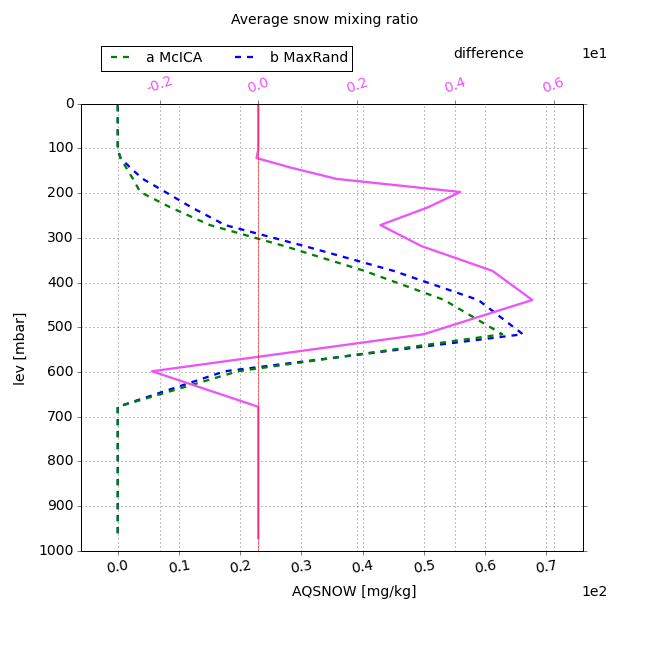 Average snow mixing ratio
a McICA b MaxRand difference 1e1
-0.2 0.0 0.2 0.4 0.6
0
100
200
300
400
500
600
700
800
900
1000
lev [mbar]
0.0 0.1 0.2 0.3 0.4 0.5 0.6 0.7
AQSNOW [mg/kg] 1e2